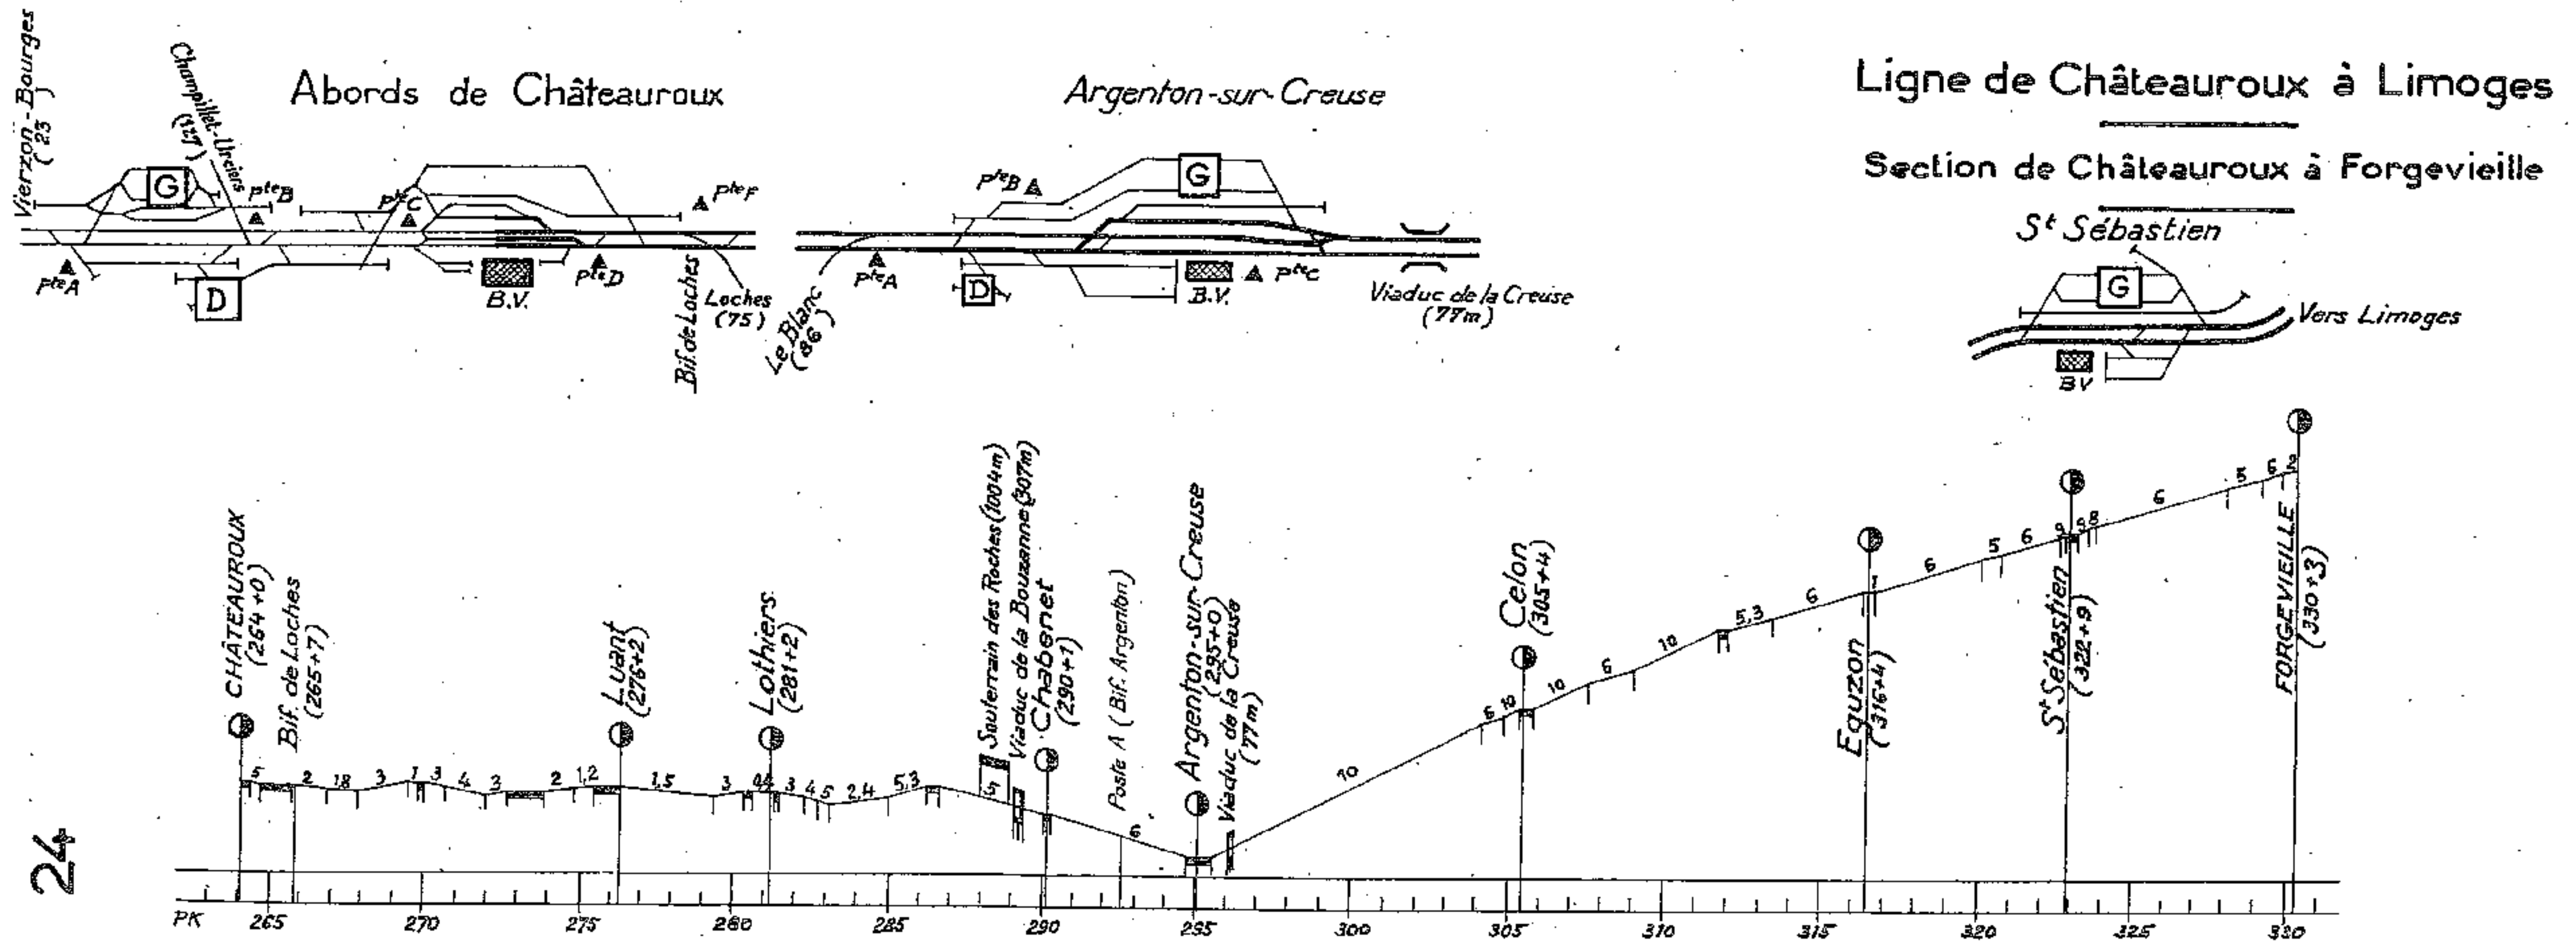 Ligne de Châteauroux à Limoges
Section de Châteauroux à Forgevieille
Abords de Châteauroux
Vierzon-Bourges
(23)
Champillet-Urciers
G
pte B
pte C
pte F
pte A
D
B.V.
pte D
Bif. de Loches
Loches
(75)
Argenton-sur-Creuse
pte B
G
Le Blanc
(86)
pte A
D
B.V.
pte C
Viaduc de la Creuse
(77m)
St Sébastien
G
Vers Limoges
BV
CHÂTEAUROUX
(264+0)
Bif. de Loches
(265+7)
Luant
(276+2)
Lothiers
(281+2)
Souterrain des Roches (1004m)
Viaduc de la Bouzanne (307m)
Chabenet
(290+1)
Poste A (Bif. Argenton)
Argenton-sur-Creuse
(295+0)
Viaduc de la Creuse
(77m)
Celon
(305+4)
Eguzon
(316+4)
St Sébastien
(322+9)
FORGEVIEILLE
(330+3)
5 2 1,8 3 1 3 4 3 2 1,2 1,5 3 3 4 5 2,4 5,3 5 6 10 6 10 10 6 10 5,3 6 6 5 6 6 5 6 2
24
PK 265 270 275 280 285 290 295 300 305 310 315 320 325 330